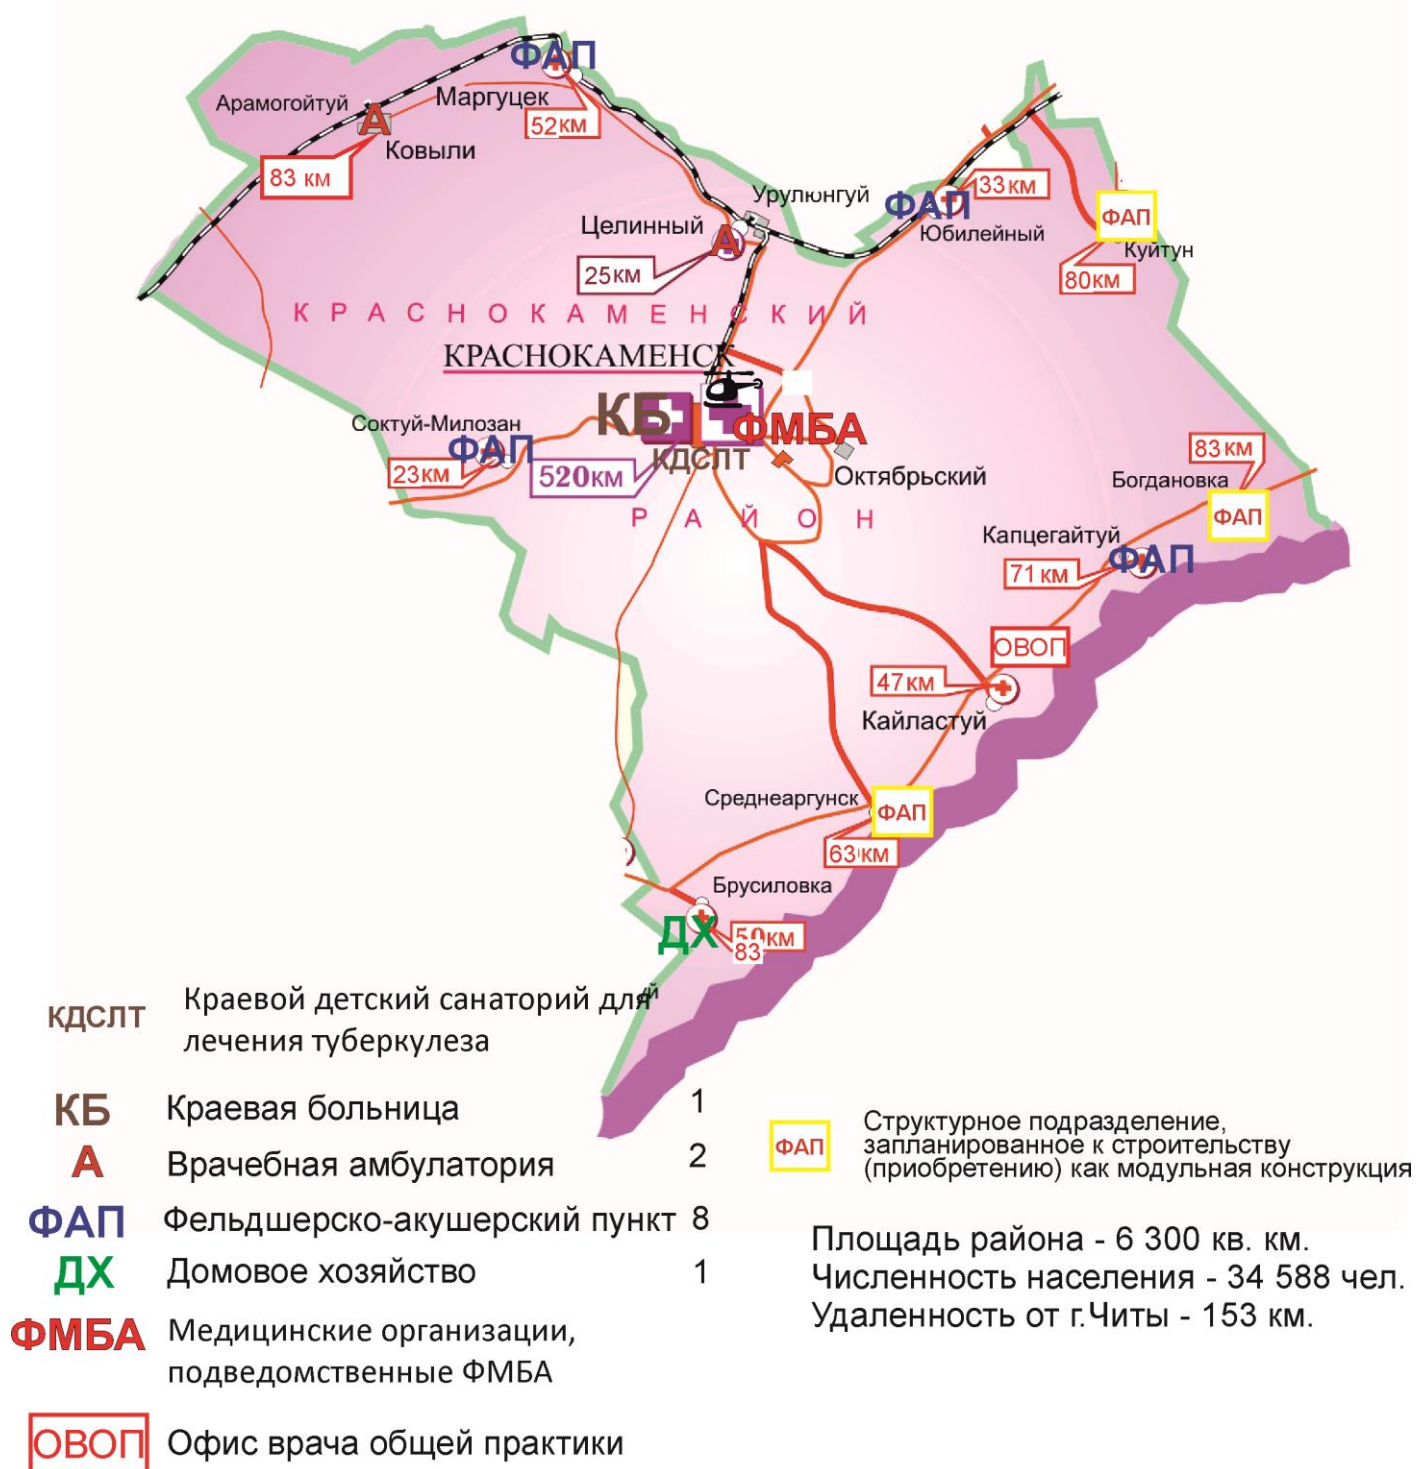 ФАП
Арамогойтуй
Маргуцек
А
52км
Ковыли
83 км
Урулюнгуй
33км
ФАП
ФАП
Целинный
Юбилейный
А
Куйтун
25км
80км
КРАСНОКАМЕНСКИЙ
КРАСНОКАМЕНСК
КБ
ФМБА
Соктуй-Милозан
ФАП
КДСЛТ
23км
520км
Октябрьский
83км
Богдановка
РАЙОН
ФАП
Капцегайтуй
ФАП
71км
ОВОП
47км
Кайластуй
Среднеаргунск
ФАП
63км
Брусиловка
ДХ
50км
83
КДСЛТ Краевой детский санаторий для
лечения туберкулеза
КБ Краевая больница 1
А Врачебная амбулатория 2
ФАП Фельдшерско-акушерский пункт 8
ДХ Домовое хозяйство 1
ФМБА Медицинские организации,
подведомственные ФМБА
ОВОП Офис врача общей практики
ФАП Структурное подразделение,
запланированное к строительству
(приобретению) как модульная конструкция
Площадь района - 6 300 кв. км.
Численность населения - 34 588 чел.
Удаленность от г.Читы - 153 км.